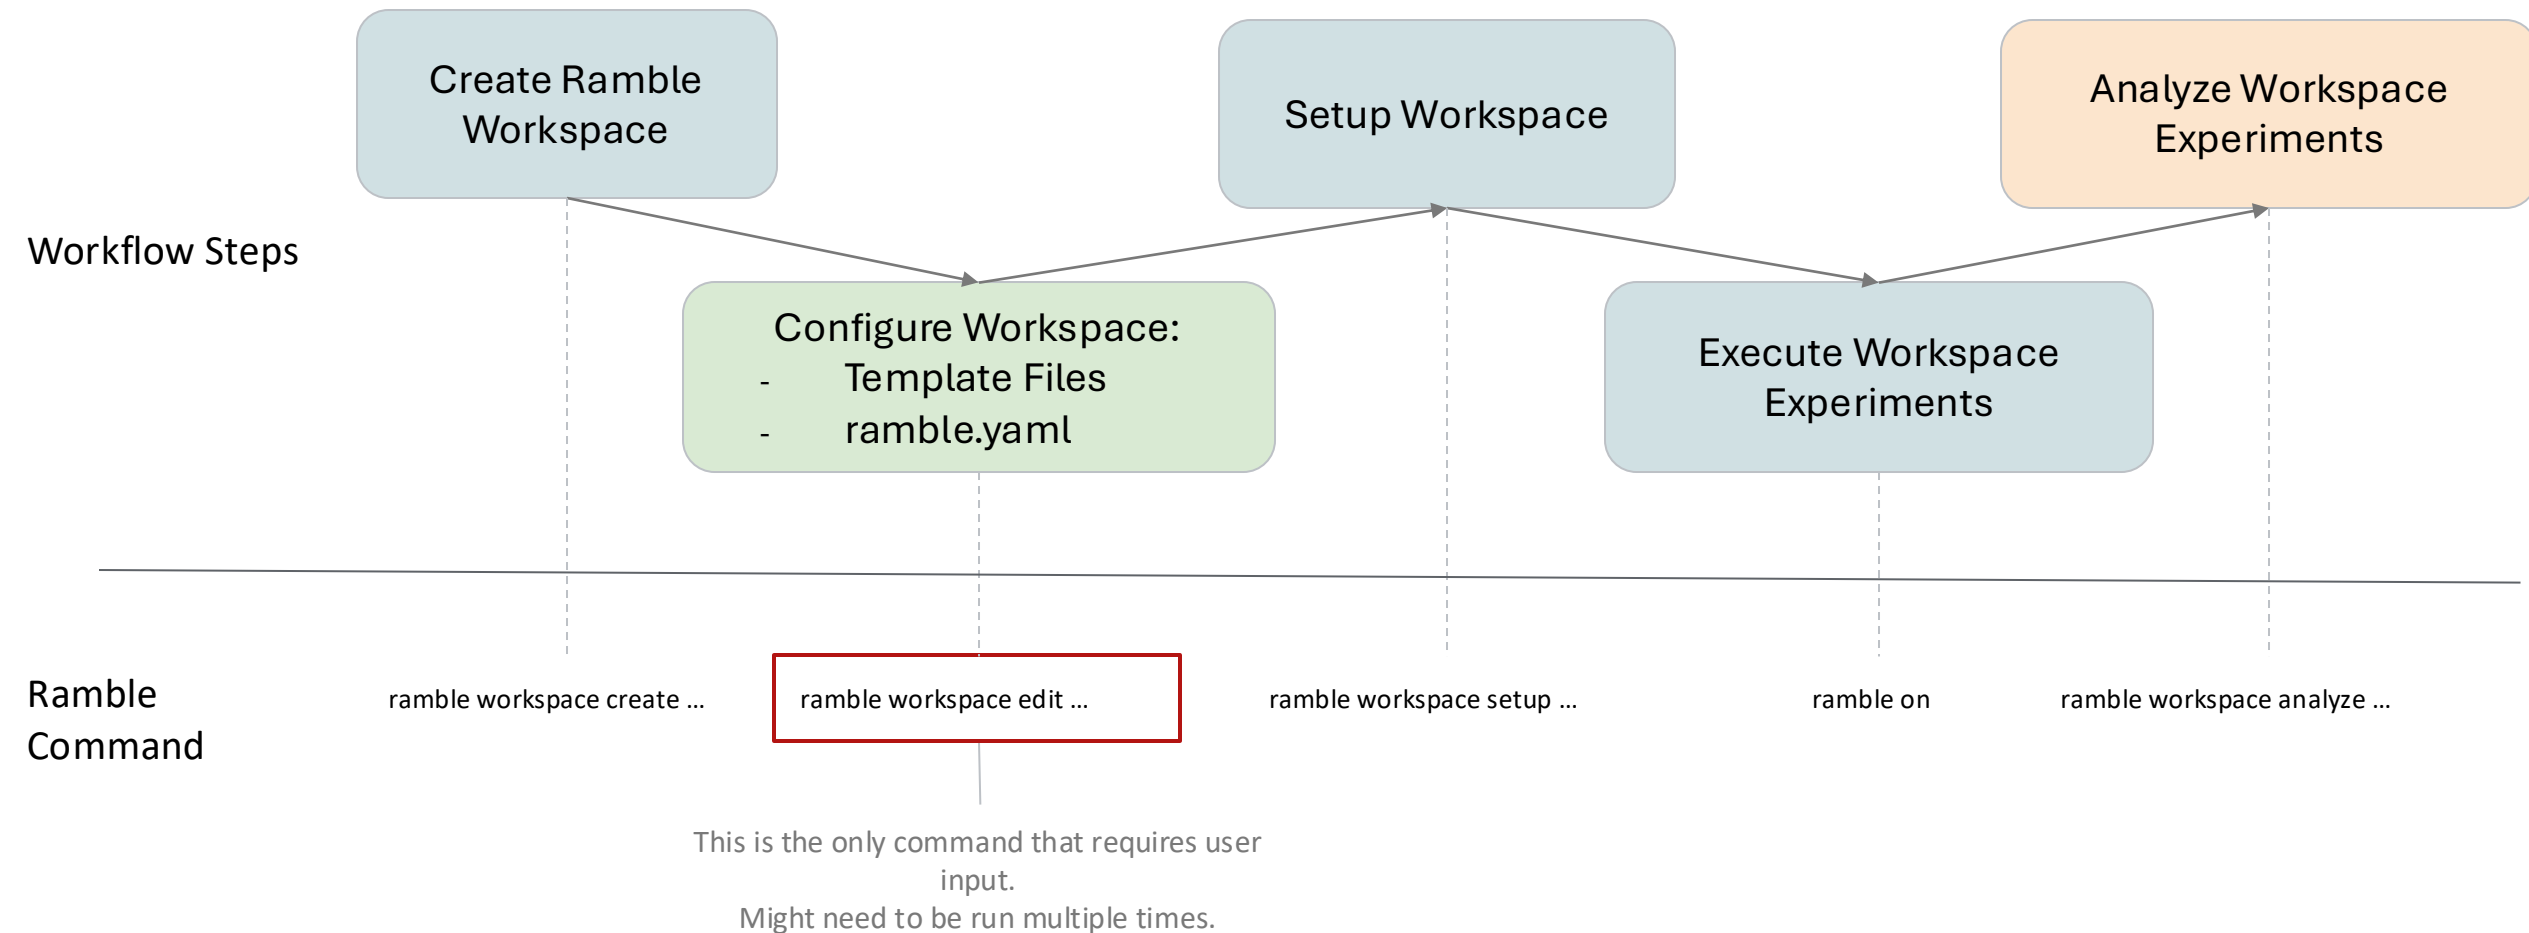 Create Ramble
Workspace
Setup Workspace
Analyze Workspace
Experiments
Workflow Steps
Configure Workspace:
- Template Files
- ramble.yaml
Execute Workspace
Experiments
Ramble
Command
ramble workspace create ...
ramble workspace edit ...
ramble workspace setup ...
ramble on
ramble workspace analyze ...
This is the only command that requires user
input.
Might need to be run multiple times.